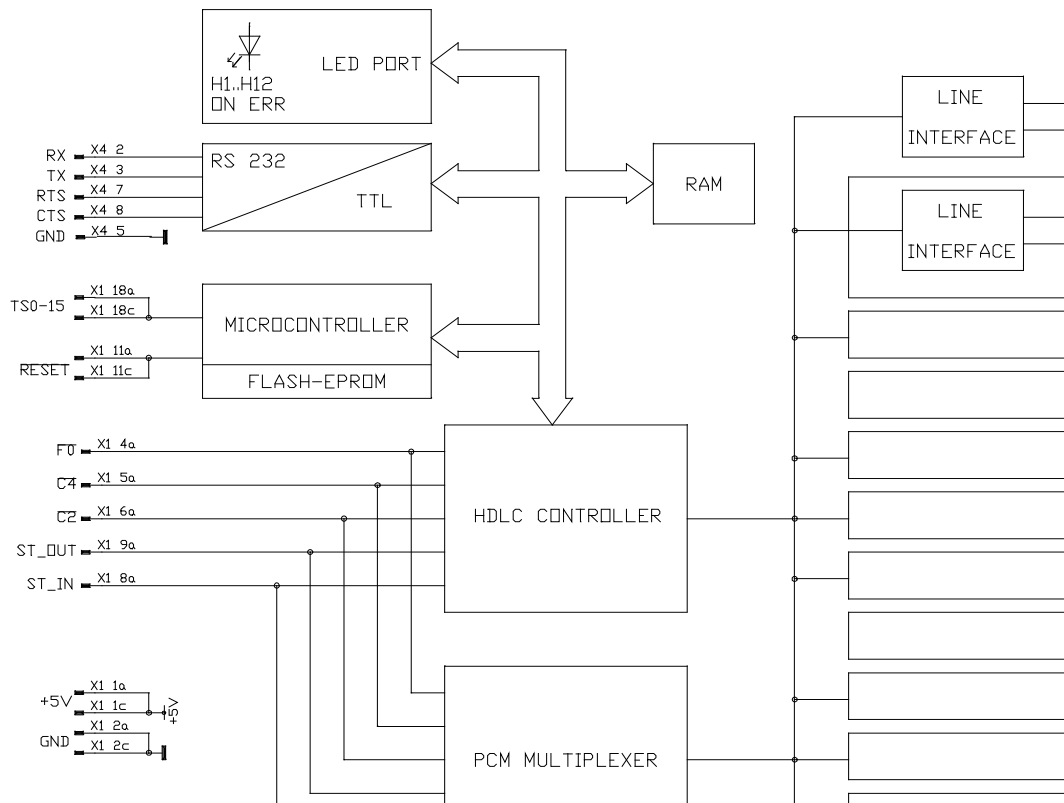 LED PORT
H1..H12
ON ERR
LINE
INTERFACE
RX X4 2
TX X4 3
RTS X4 7
CTS X4 8
GND X4 5
RS 232
TTL
RAM
LINE
INTERFACE
TS0-15
X1 18a
X1 18c
RESET
X1 11a
X1 11c
MICROCONTROLLER
FLASH-EPROM
F0 X1 4a
C4 X1 5a
C2 X1 6a
ST_OUT X1 9a
ST_IN X1 8a
HDLC CONTROLLER
+5V
X1 1a
X1 1c
+5V
GND
X1 2a
X1 2c
PCM MULTIPLEXER